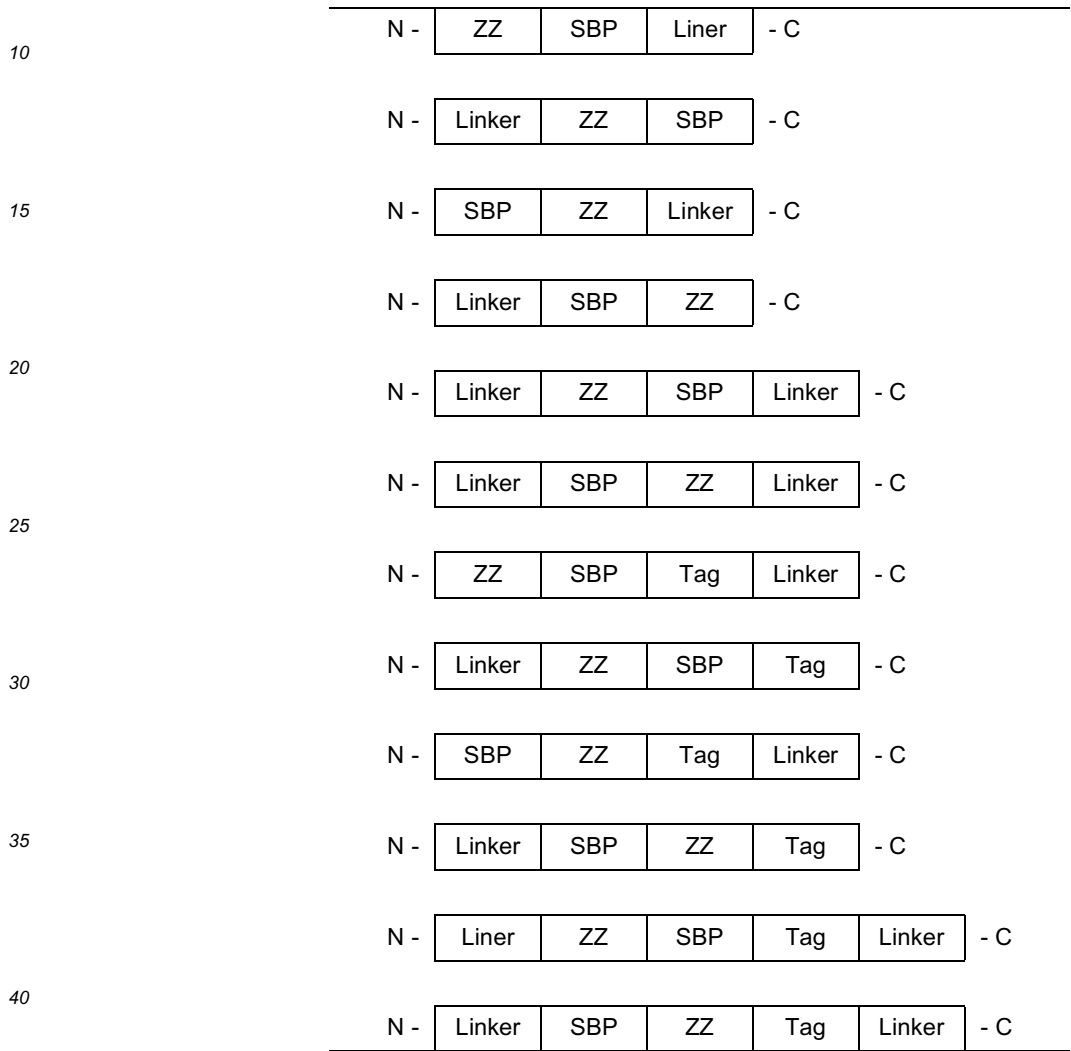 N - ZZ SBP Liner - C
10
N - Linker ZZ SBP - C
15 N - SBP ZZ Linker - C
N - Linker SBP ZZ - C
20
N - Linker ZZ SBP Linker - C
N - Linker SBP ZZ Linker - C
25
N - ZZ SBP Tag Linker - C
N - Linker ZZ SBP Tag - C
30
N - SBP ZZ Tag Linker - C
35 N - Linker SBP ZZ Tag - C
N - Liner ZZ SBP Tag Linker - C
40
N - Linker SBP ZZ Tag Linker - C